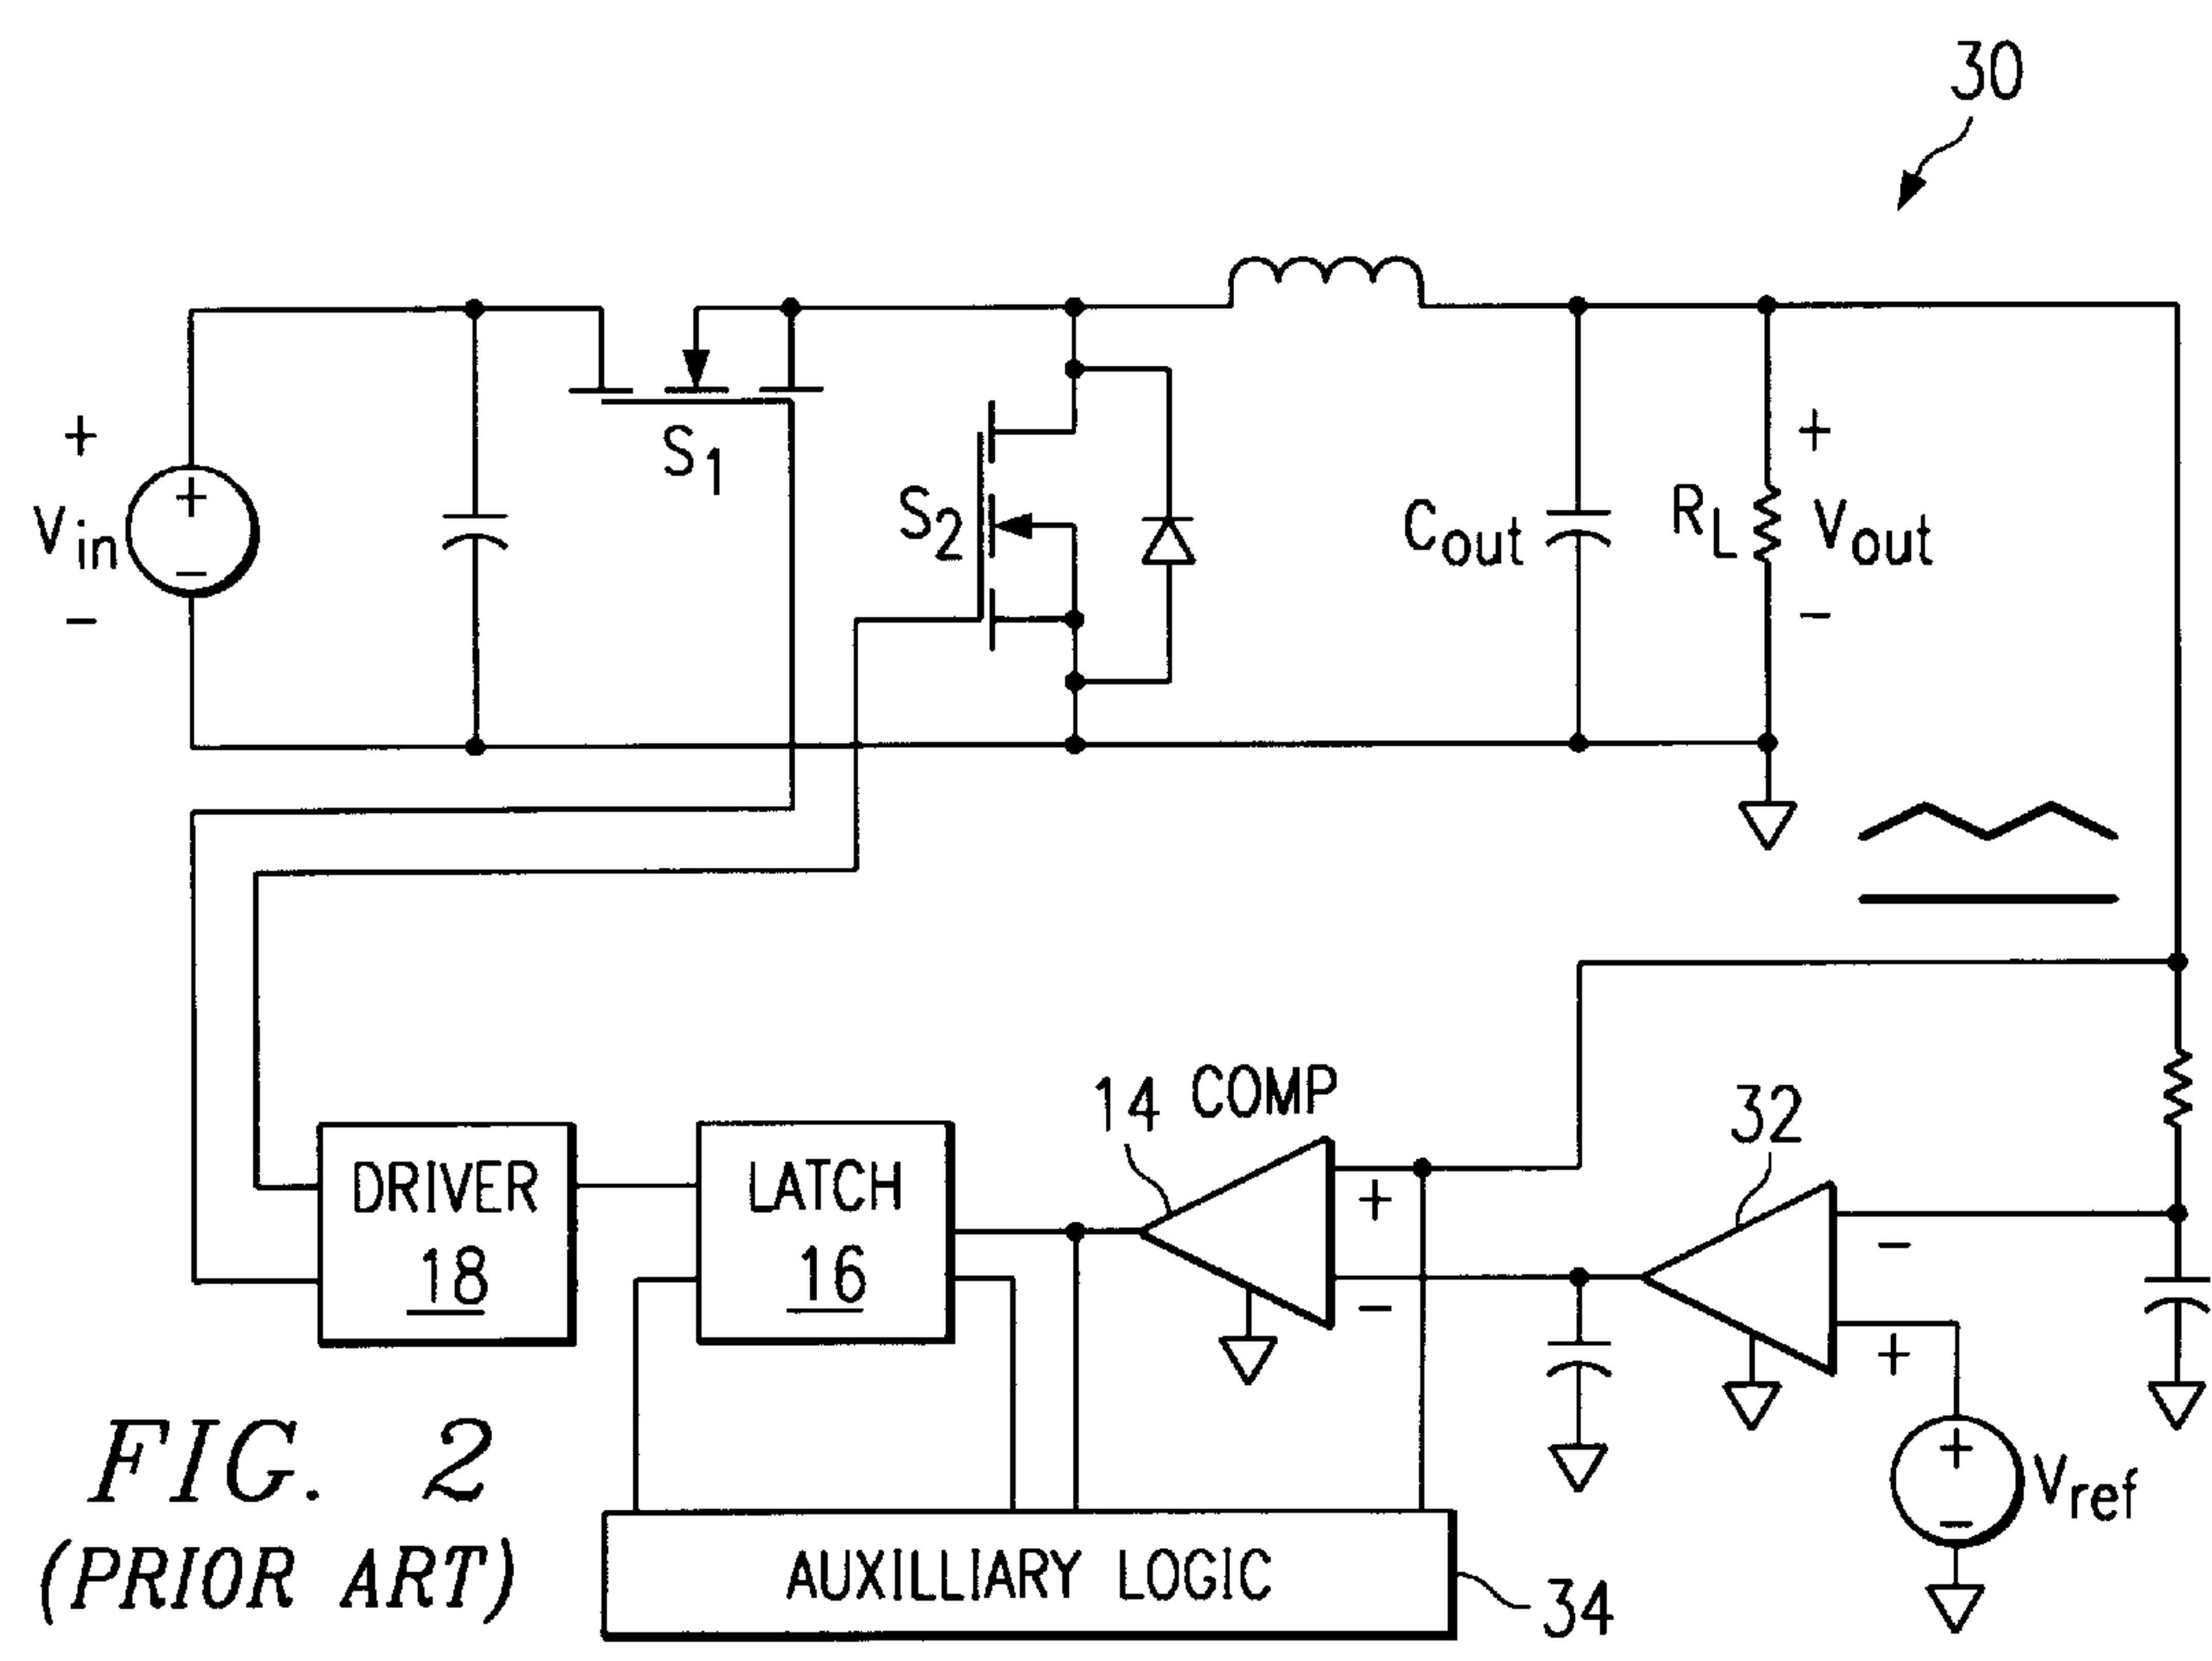 30
+
Vin
+
−
−
S1
S2
Cout
RL
+
Vout
−
14 COMP
32
DRIVER
18
LATCH
16
+
−
−
+
+
−
Vref
FIG. 2
(PRIOR ART)
AUXILLIARY LOGIC
34